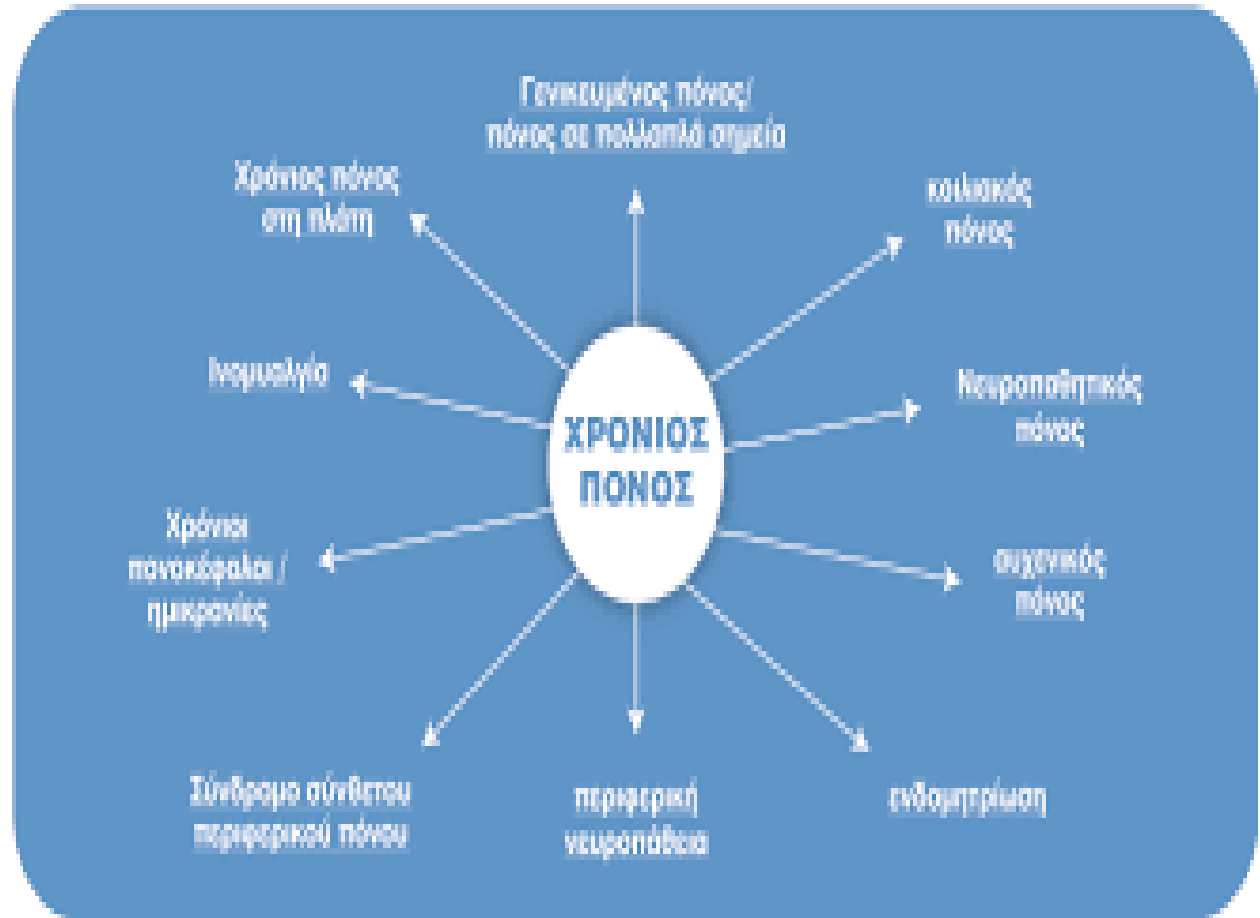 Γενικευμένος πόνος/
πόνος σε πολλαπλά σημεία
Χρόνιος πόνος
στη πλάτη
κοιλιακός
πόνος
Ινομυαλγία
Νευροπαθητικός
πόνος
ΧΡΟΝΙΟΣ
ΠΟΝΟΣ
Χρόνιοι
πονοκέφαλοι /
ημικρανίες
αυχενικός
πόνος
Σύνδρομο σύνθετου
περιφερικού πόνου
περιφερική
νευροπάθεια
ενδομητρίωση